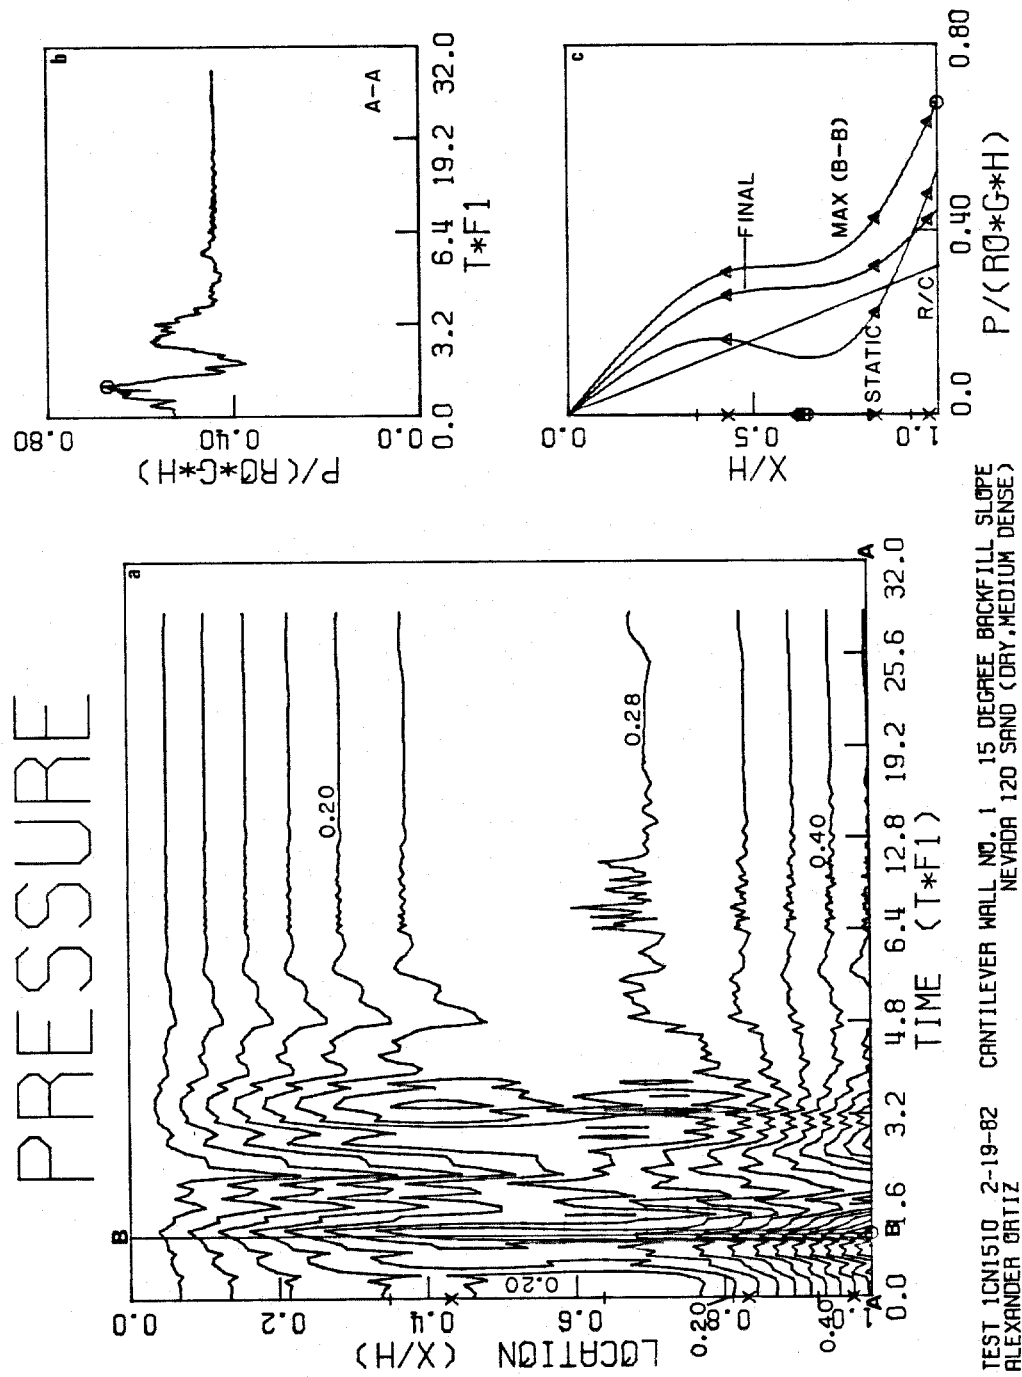 PRESSURE
a
B
0.20
0.28
0.40
0.20
0.20
0.40
A
A
B
0.0
0.2
0.4
0.6
0.8
LOCATION (X/H)
0.0
1.6
3.2
4.8
6.4
12.8
19.2
25.6
32.0
TIME (T*F1)
b
A-A
0.80
0.40
0.0
P/(RO*G*H)
0.0
3.2
6.4
19.2
32.0
T*F1
c
STATIC
FINAL
MAX (B-B)
R/C
0.0
0.5
1.0
X/H
0.0
0.40
0.80
P/(RO*G*H)
TEST 1CN1510 2-19-82 CANTILEVER WALL NO. 1 15 DEGREE BACKFILL SLOPE
ALEXANDER ORTIZ NEVADA 120 SAND (DRY,MEDIUM DENSE)